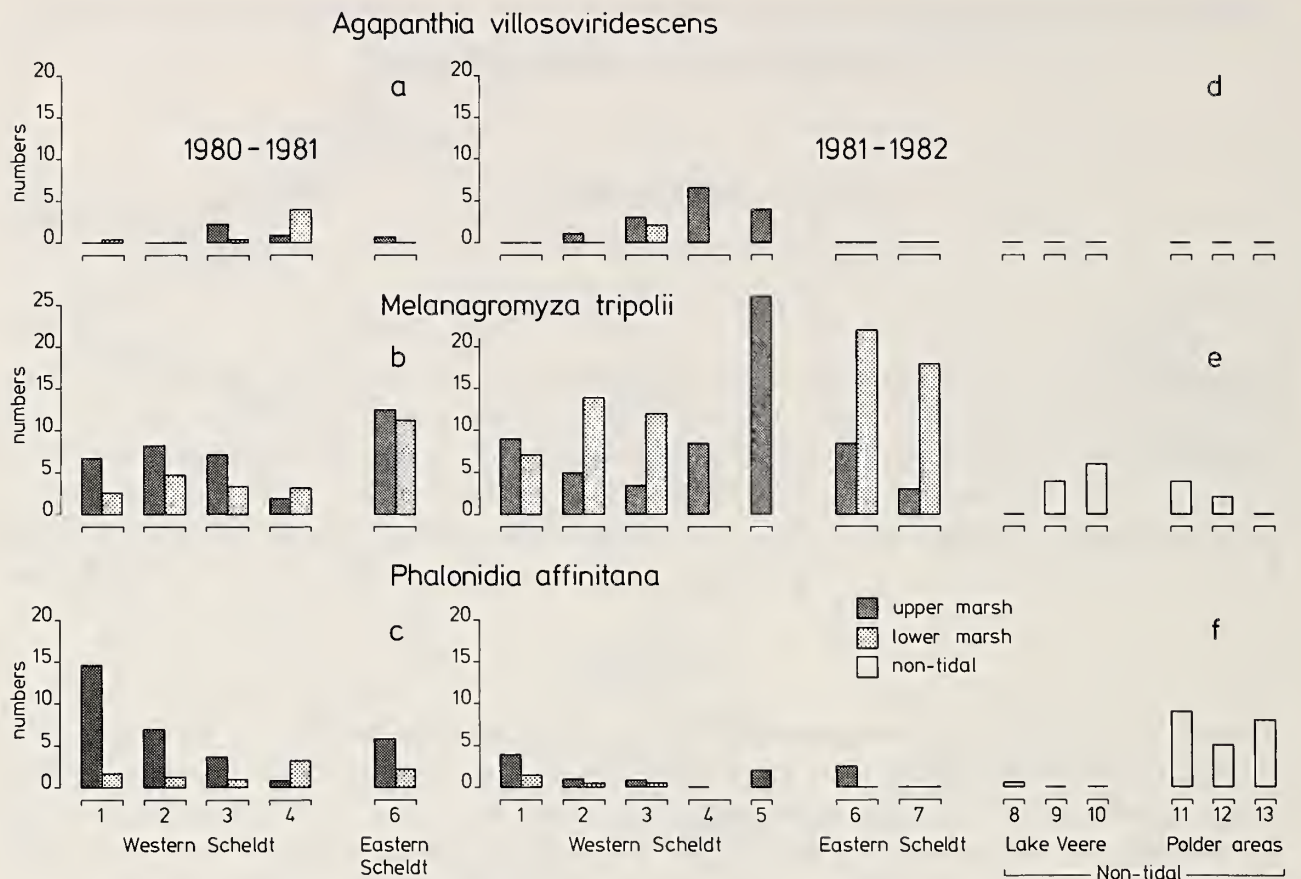 Agapanthia villosoviridescens
20
15
10
5
0
numbers
a
1980-1981
20
15
10
5
0
d
1981-1982
Melanagromyza tripolii
25
20
15
10
5
0
numbers
b
20
15
10
5
0
e
Phalonidia affinitana
20
15
10
5
0
numbers
c
20
15
10
5
0
upper marsh
lower marsh
non-tidal
f
1 2 3 4 6 1 2 3 4 5 6 7 8 9 10 11 12 13
Western Scheldt Eastern Scheldt Western Scheldt Eastern Scheldt Lake Veere Polder areas
Non-tidal